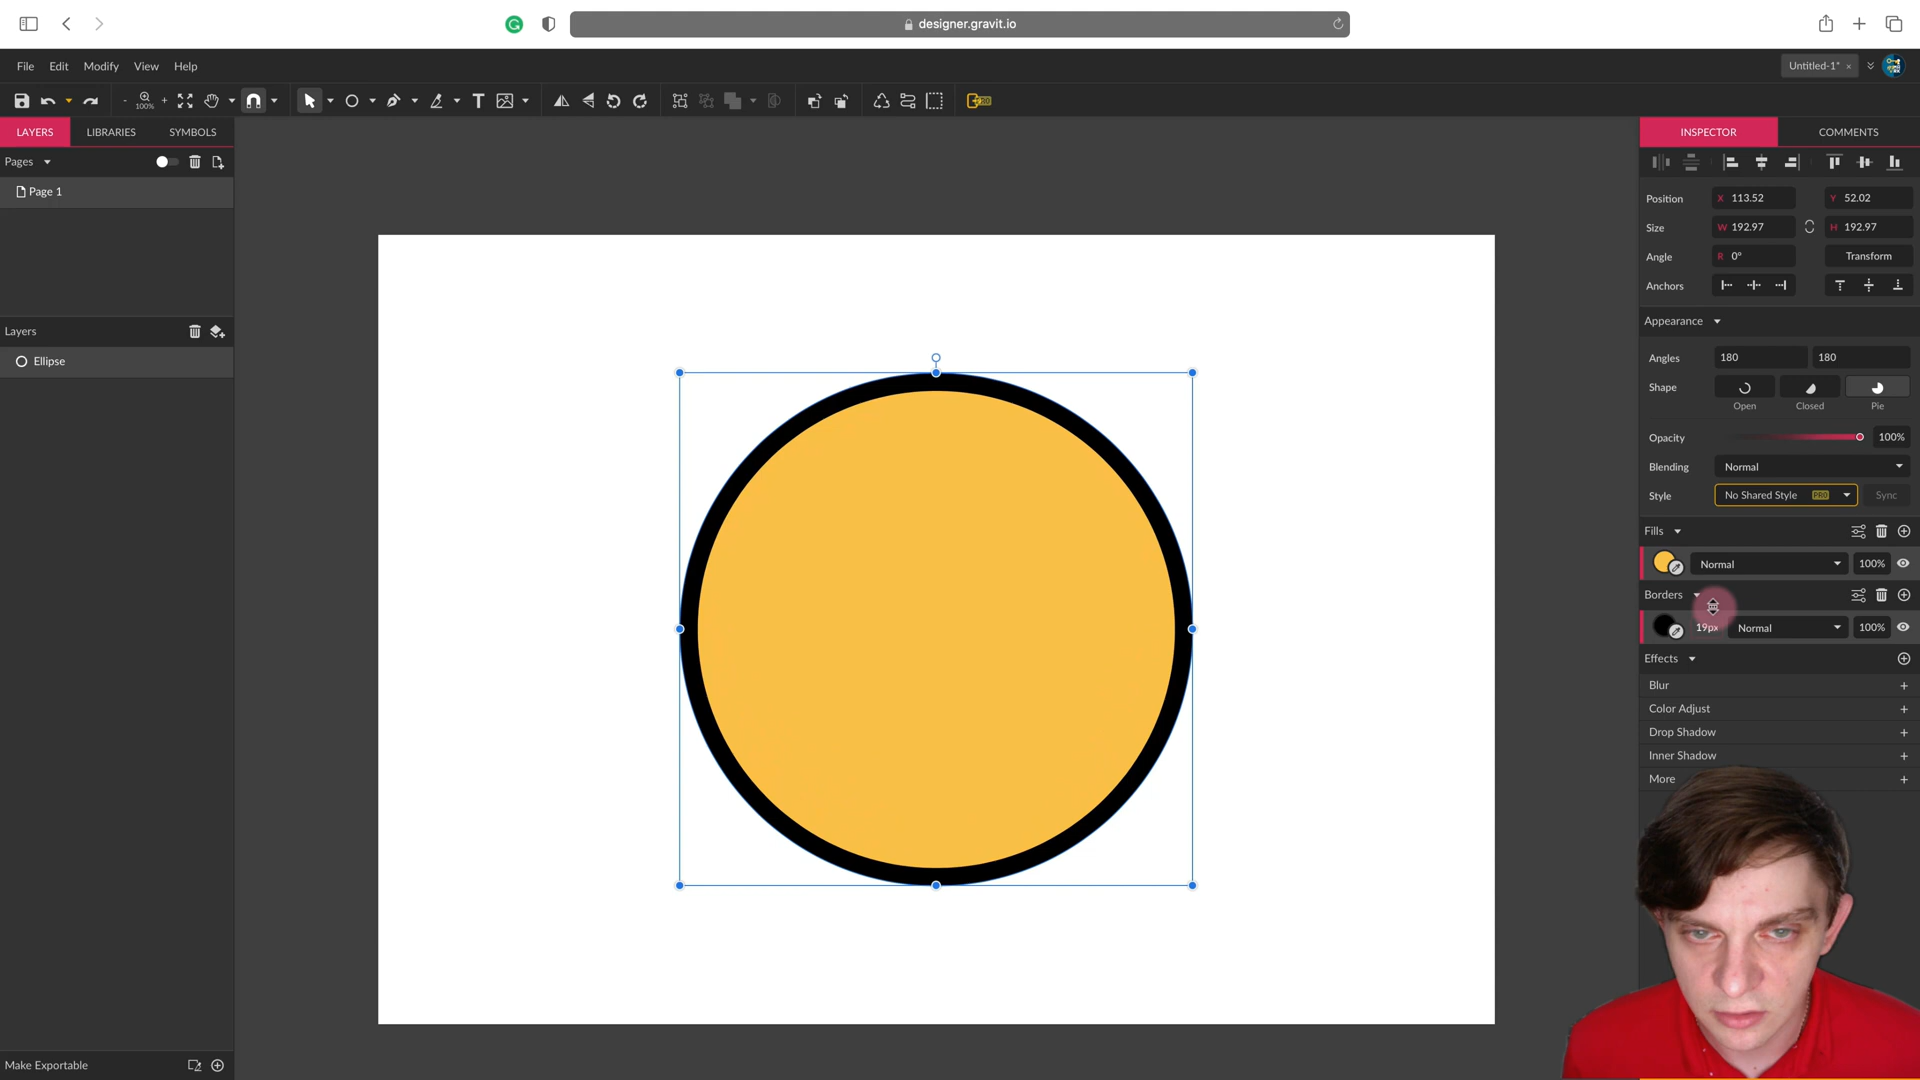 designer.gravit.io
File Edit Modify View Help
Untitled-1*
- 100% +
T
PRO
LAYERS LIBRARIES SYMBOLS
INSPECTOR COMMENTS
Pages
Page 1
Layers
Ellipse
Position X 113.52 Y 52.02
Size W 192.97 H 192.97
Angle R 0° Transform
Anchors
Appearance
Angles 180 180
Shape
Open Closed Pie
Opacity 100%
Blending Normal
Style No Shared Style PRO Sync
Fills
Normal 100%
Borders
19px Normal 100%
Effects
Blur
Color Adjust
Drop Shadow
Inner Shadow
More
Make Exportable